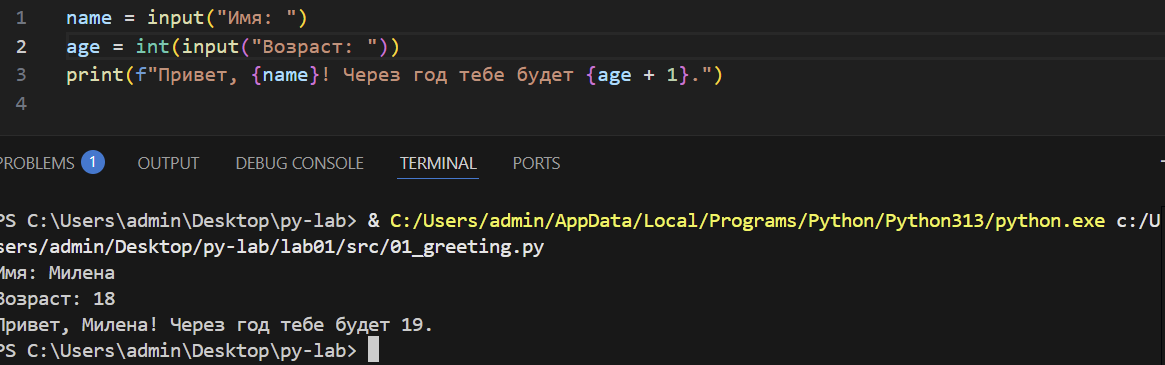 1 name = input("Имя: ")
2 age = int(input("Возраст: "))
3 print(f"Привет, {name}! Через год тебе будет {age + 1}.")
4
PROBLEMS 1 OUTPUT DEBUG CONSOLE TERMINAL PORTS
PS C:\Users\admin\Desktop\py-lab> & C:/Users/admin/AppData/Local/Programs/Python/Python313/python.exe c:/U
sers/admin/Desktop/py-lab/lab01/src/01_greeting.py
Имя: Милена
Возраст: 18
Привет, Милена! Через год тебе будет 19.
PS C:\Users\admin\Desktop\py-lab>